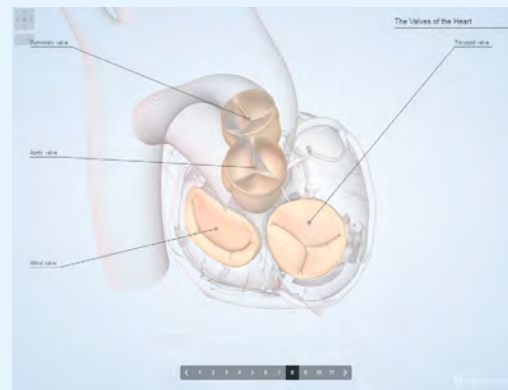 The Valves of the Heart
Pulmonary valve
Tricuspid valve
Aortic valve
Mitral valve
1 2 3 4 5 6 7 8 9 10 11